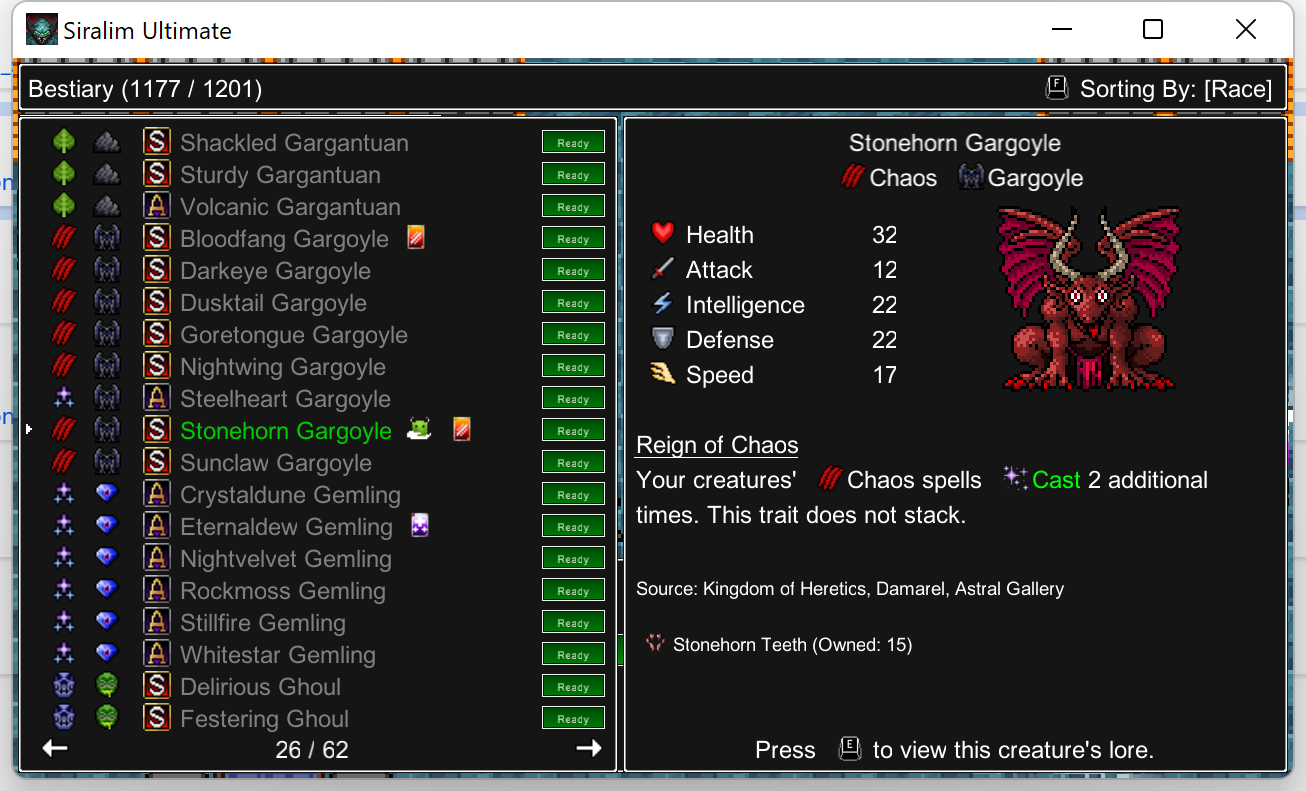 Siralim Ultimate
Bestiary (1177 / 1201)
F Sorting By: [Race]
S Shackled Gargantuan Ready
S Sturdy Gargantuan Ready
A Volcanic Gargantuan Ready
S Bloodfang Gargoyle Ready
S Darkeye Gargoyle Ready
S Dusktail Gargoyle Ready
S Goretongue Gargoyle Ready
S Nightwing Gargoyle Ready
A Steelheart Gargoyle Ready
S Stonehorn Gargoyle Ready
S Sunclaw Gargoyle Ready
A Crystaldune Gemling Ready
A Eternaldew Gemling Ready
A Nightvelvet Gemling Ready
A Rockmoss Gemling Ready
A Stillfire Gemling Ready
A Whitestar Gemling Ready
S Delirious Ghoul Ready
S Festering Ghoul Ready
26 / 62
Stonehorn Gargoyle
Chaos Gargoyle
Health 32
Attack 12
Intelligence 22
Defense 22
Speed 17
Reign of Chaos
Your creatures' Chaos spells Cast 2 additional
times. This trait does not stack.
Source: Kingdom of Heretics, Damarel, Astral Gallery
Stonehorn Teeth (Owned: 15)
Press E to view this creature's lore.